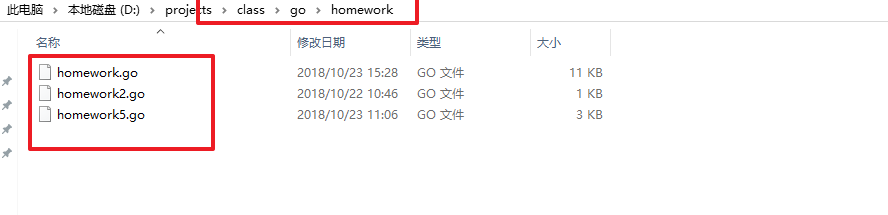 此电脑 › 本地磁盘 (D:) › projects › class › go › homework
名称 修改日期 类型 大小
homework.go 2018/10/23 15:28 GO 文件 11 KB
homework2.go 2018/10/22 10:46 GO 文件 1 KB
homework5.go 2018/10/23 11:06 GO 文件 3 KB